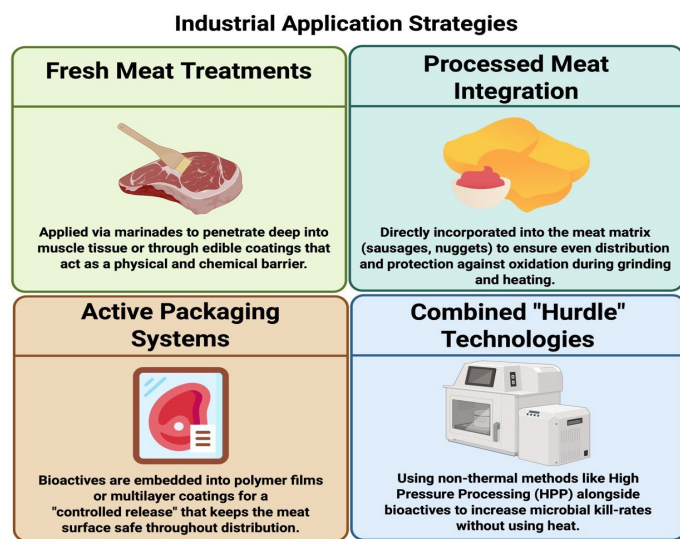 Industrial Application Strategies
Fresh Meat Treatments
Applied via marinades to penetrate deep into
muscle tissue or through edible coatings that
act as a physical and chemical barrier.
Processed Meat
Integration
Directly incorporated into the meat matrix
(sausages, nuggets) to ensure even distribution
and protection against oxidation during grinding
and heating.
Active Packaging
Systems
Bioactives are embedded into polymer films
or multilayer coatings for a
"controlled release" that keeps the meat
surface safe throughout distribution.
Combined "Hurdle"
Technologies
Using non-thermal methods like High
Pressure Processing (HPP) alongside
bioactives to increase microbial kill-rates
without using heat.